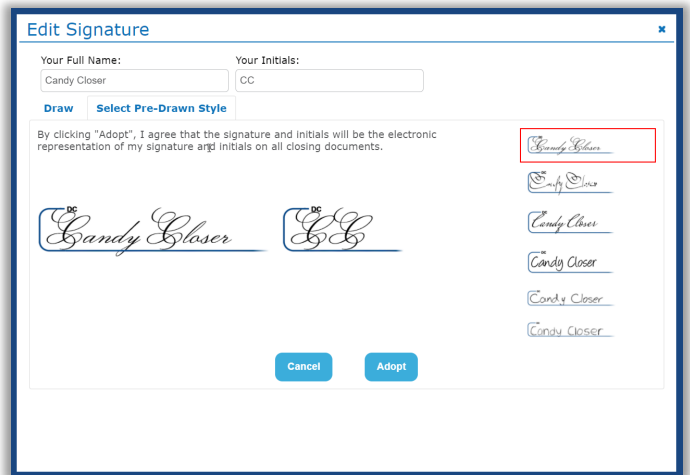 Edit Signature
Your Full Name: Your Initials:
Candy Closer CC
Draw Select Pre-Drawn Style
By clicking "Adopt", I agree that the signature and initials will be the electronic
representation of my signature and initials on all closing documents.
DC DC
Candy Closer CC
Candy Closer
Candy Closer
Candy Closer
Candy Closer
Candy Closer
Candy Closer
Cancel Adopt